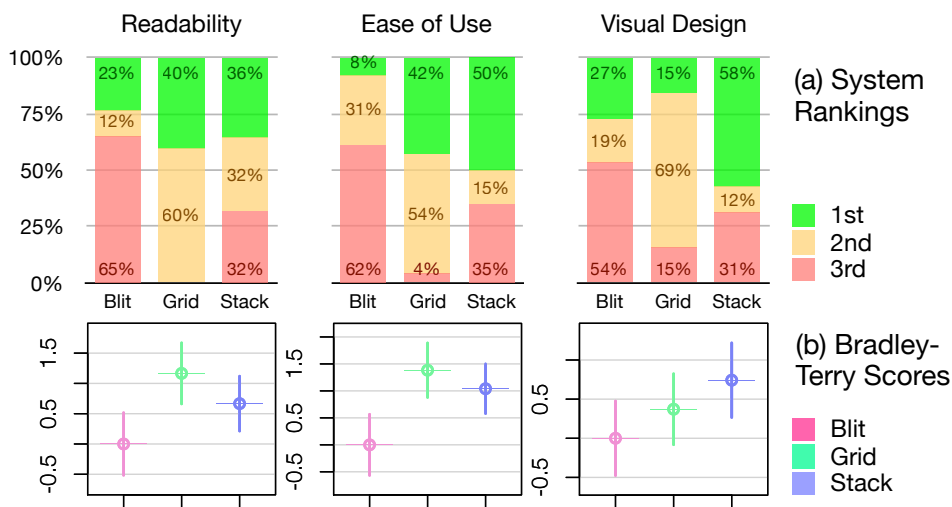 Readability Ease of Use Visual Design
100% 75% 50% 25% 0%
23% 12% 65%
40% 60%
36% 32% 32%
8% 31% 62%
42% 54% 4%
50% 15% 35%
27% 19% 54%
15% 69% 15%
58% 12% 31%
Blit Grid Stack
Blit Grid Stack
Blit Grid Stack
(a) System
Rankings
1st
2nd
3rd
1.5 0.5 -0.5
1.5 0.5 -0.5
0.5 -0.5
(b) Bradley-
Terry Scores
Blit
Grid
Stack